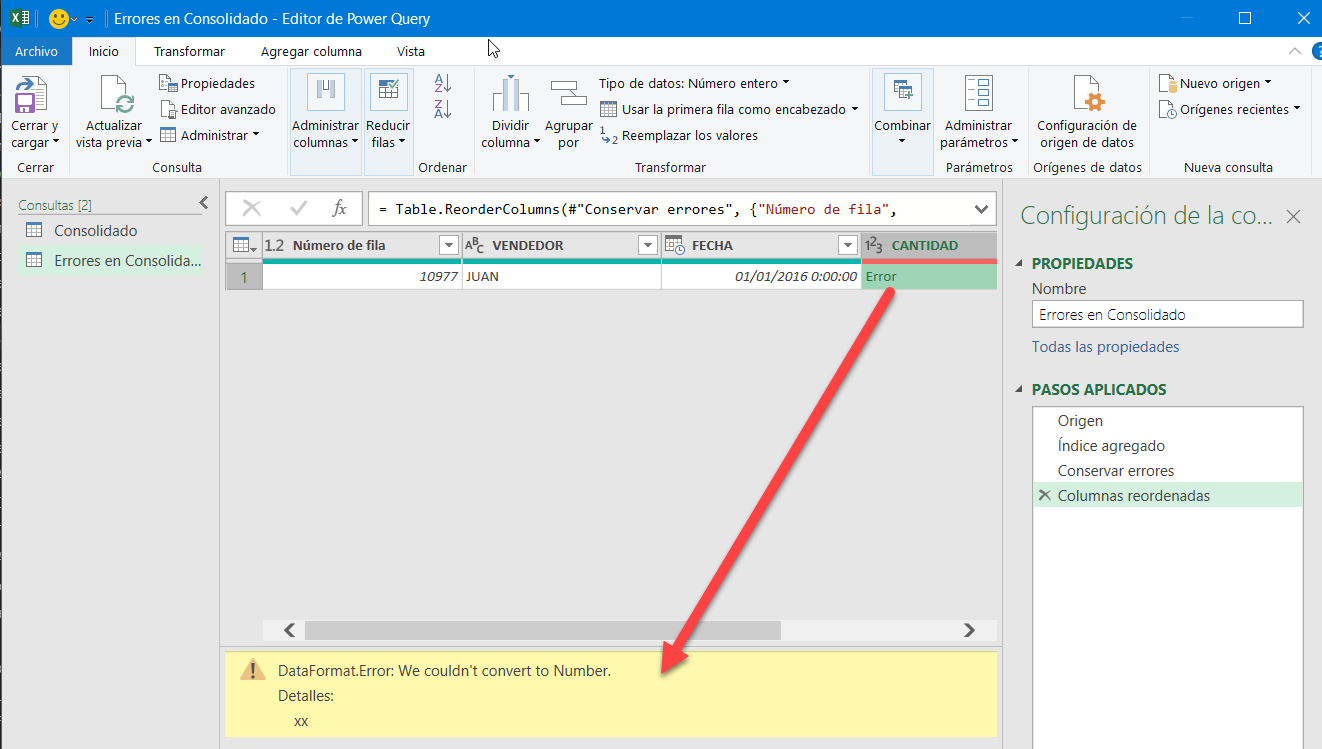 Errores en Consolidado - Editor de Power Query
Archivo
Inicio
Transformar
Agregar columna
Vista
?
Cerrar y
cargar
Cerrar
Actualizar
vista previa
Propiedades
Editor avanzado
Administrar
Consulta
Administrar
columnas
Reducir
filas
A
Z
Z
A
Ordenar
Dividir
columna
Agrupar
por
Tipo de datos: Número entero
Usar la primera fila como encabezado
1
2
Reemplazar los valores
Transformar
Combinar
Administrar
parámetros
Parámetros
Configuración de
origen de datos
Orígenes de datos
Nuevo origen
Orígenes recientes
Nueva consulta
Consultas [2]
Consolidado
Errores en Consolida...
fx
= Table.ReorderColumns(#"Conservar errores", {"Número de fila",
1.2 Número de fila
ABC VENDEDOR
FECHA
123 CANTIDAD
1
10977
JUAN
01/01/2016 0:00:00
Error
DataFormat.Error: We couldn't convert to Number.
Detalles:
xx
Configuración de la co...
PROPIEDADES
Nombre
Errores en Consolidado
Todas las propiedades
PASOS APLICADOS
Origen
Índice agregado
Conservar errores
Columnas reordenadas